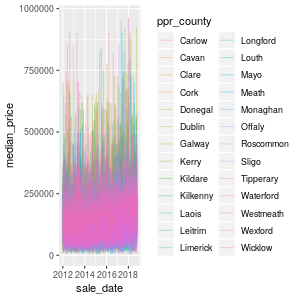 1000000
750000
500000
250000
0
median_price
2012 2014 2016 2018
sale_date
ppr_county
Carlow
Cavan
Clare
Cork
Donegal
Dublin
Galway
Kerry
Kildare
Kilkenny
Laois
Leitrim
Limerick
Longford
Louth
Mayo
Meath
Monaghan
Offaly
Roscommon
Sligo
Tipperary
Waterford
Westmeath
Wexford
Wicklow